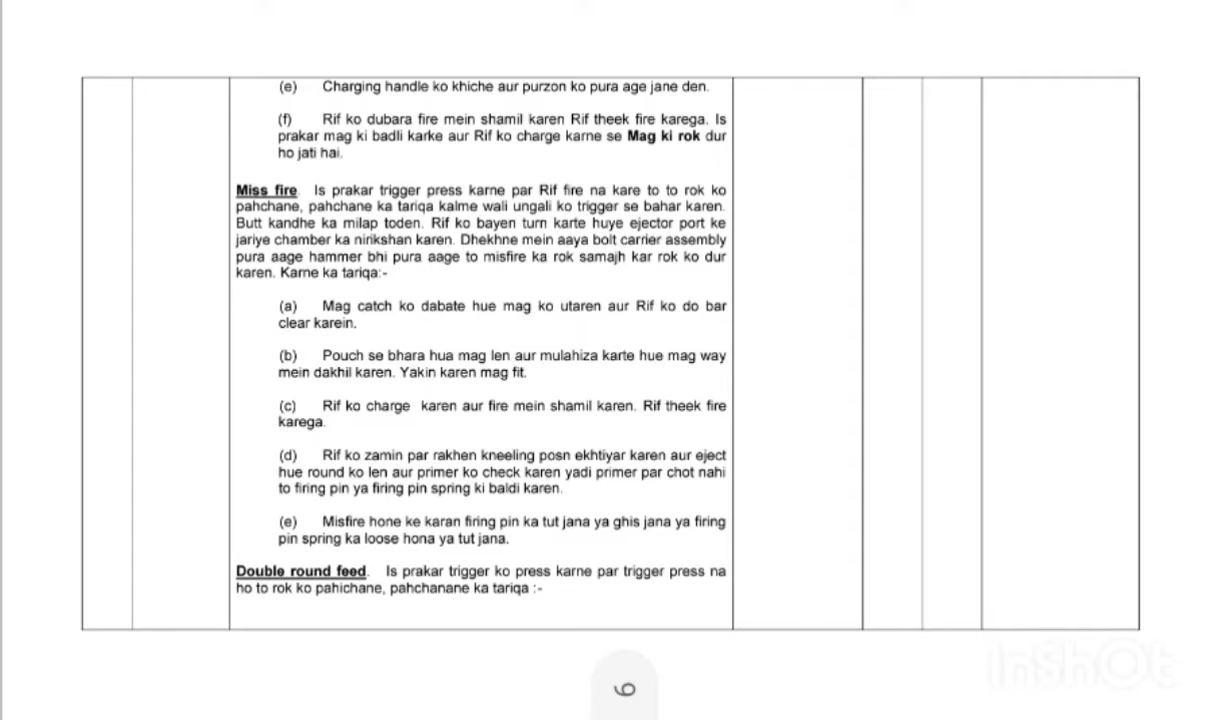 (e) Charging handle ko khiche aur purzon ko pura age jane den.
(f) Rif ko dubara fire mein shamil karen Rif theek fire karega. Is
prakar mag ki badli karke aur Rif ko charge karne se Mag ki rok dur
ho jati hai.
Miss fire. Is prakar trigger press karne par Rif fire na kare to to rok ko
pahchane, pahchane ka tariqa kalme wali ungali ko trigger se bahar karen.
Butt kandhe ka milap toden. Rif ko bayen turn karte huye ejector port ke
jariye chamber ka nirikshan karen. Dhekhne mein aaya bolt carrier assembly
pura aage hammer bhi pura aage to misfire ka rok samajh kar rok ko dur
karen. Karne ka tariqa:-
(a) Mag catch ko dabate hue mag ko utaren aur Rif ko do bar
clear karein.
(b) Pouch se bhara hua mag len aur mulahiza karte hue mag way
mein dakhil karen. Yakin karen mag fit.
(c) Rif ko charge karen aur fire mein shamil karen. Rif theek fire
karega.
(d) Rif ko zamin par rakhen kneeling posn ekhtiyar karen aur eject
hue round ko len aur primer ko check karen yadi primer par chot nahi
to firing pin ya firing pin spring ki baldi karen.
(e) Misfire hone ke karan firing pin ka tut jana ya ghis jana ya firing
pin spring ka loose hona ya tut jana.
Double round feed. Is prakar trigger ko press karne par trigger press na
ho to rok ko pahichane, pahchanane ka tariqa :-
InShOt
9